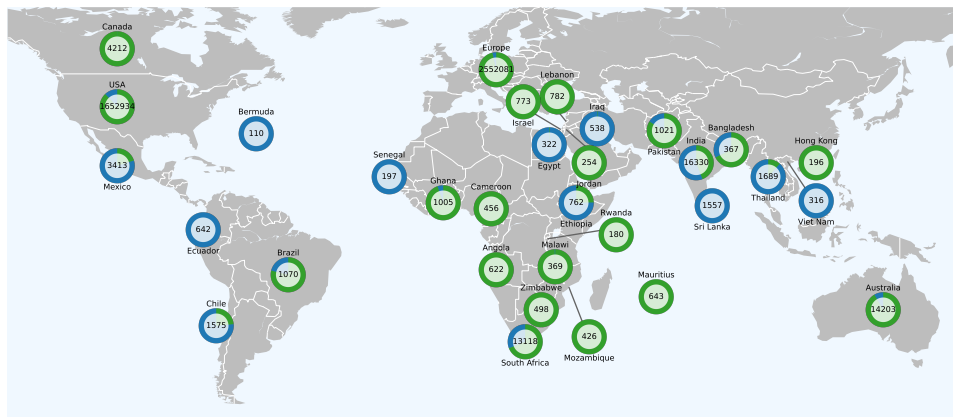 Canada
4212
USA
1652934
Mexico
3413
Bermuda
110
Ecuador
642
Brazil
1070
Chile
1575
Europe
2552081
Israel
773
Lebanon
782
Iraq
538
Egypt
322
Jordan
254
Senegal
197
Ghana
1005
Cameroon
456
Ethiopia
762
Rwanda
180
Angola
622
Malawi
369
Zimbabwe
498
South Africa
13118
Mozambique
426
Mauritius
643
Pakistan
1021
India
16330
Bangladesh
367
Sri Lanka
1557
Thailand
1689
Hong Kong
196
Viet Nam
316
Australia
14203